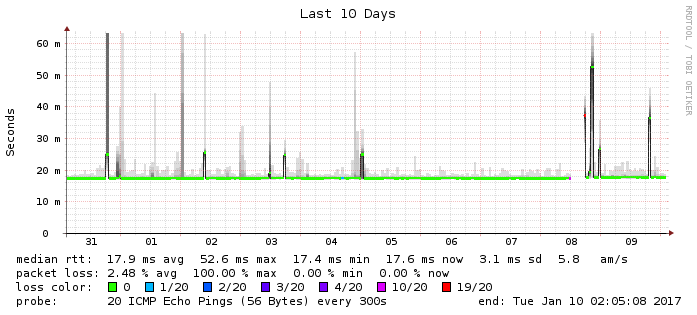 Last 10 Days
RRDTOOL / TOBI OETIKER
Seconds
60 m
50 m
40 m
30 m
20 m
10 m
0
31 01 02 03 04 05 06 07 08 09
median rtt: 17.9 ms avg 52.6 ms max 17.4 ms min 17.6 ms now 3.1 ms sd 5.8 am/s
packet loss: 2.48 % avg 100.00 % max 0.00 % min 0.00 % now
loss color: 0 1/20 2/20 3/20 4/20 10/20 19/20
probe: 20 ICMP Echo Pings (56 Bytes) every 300s end: Tue Jan 10 02:05:08 2017